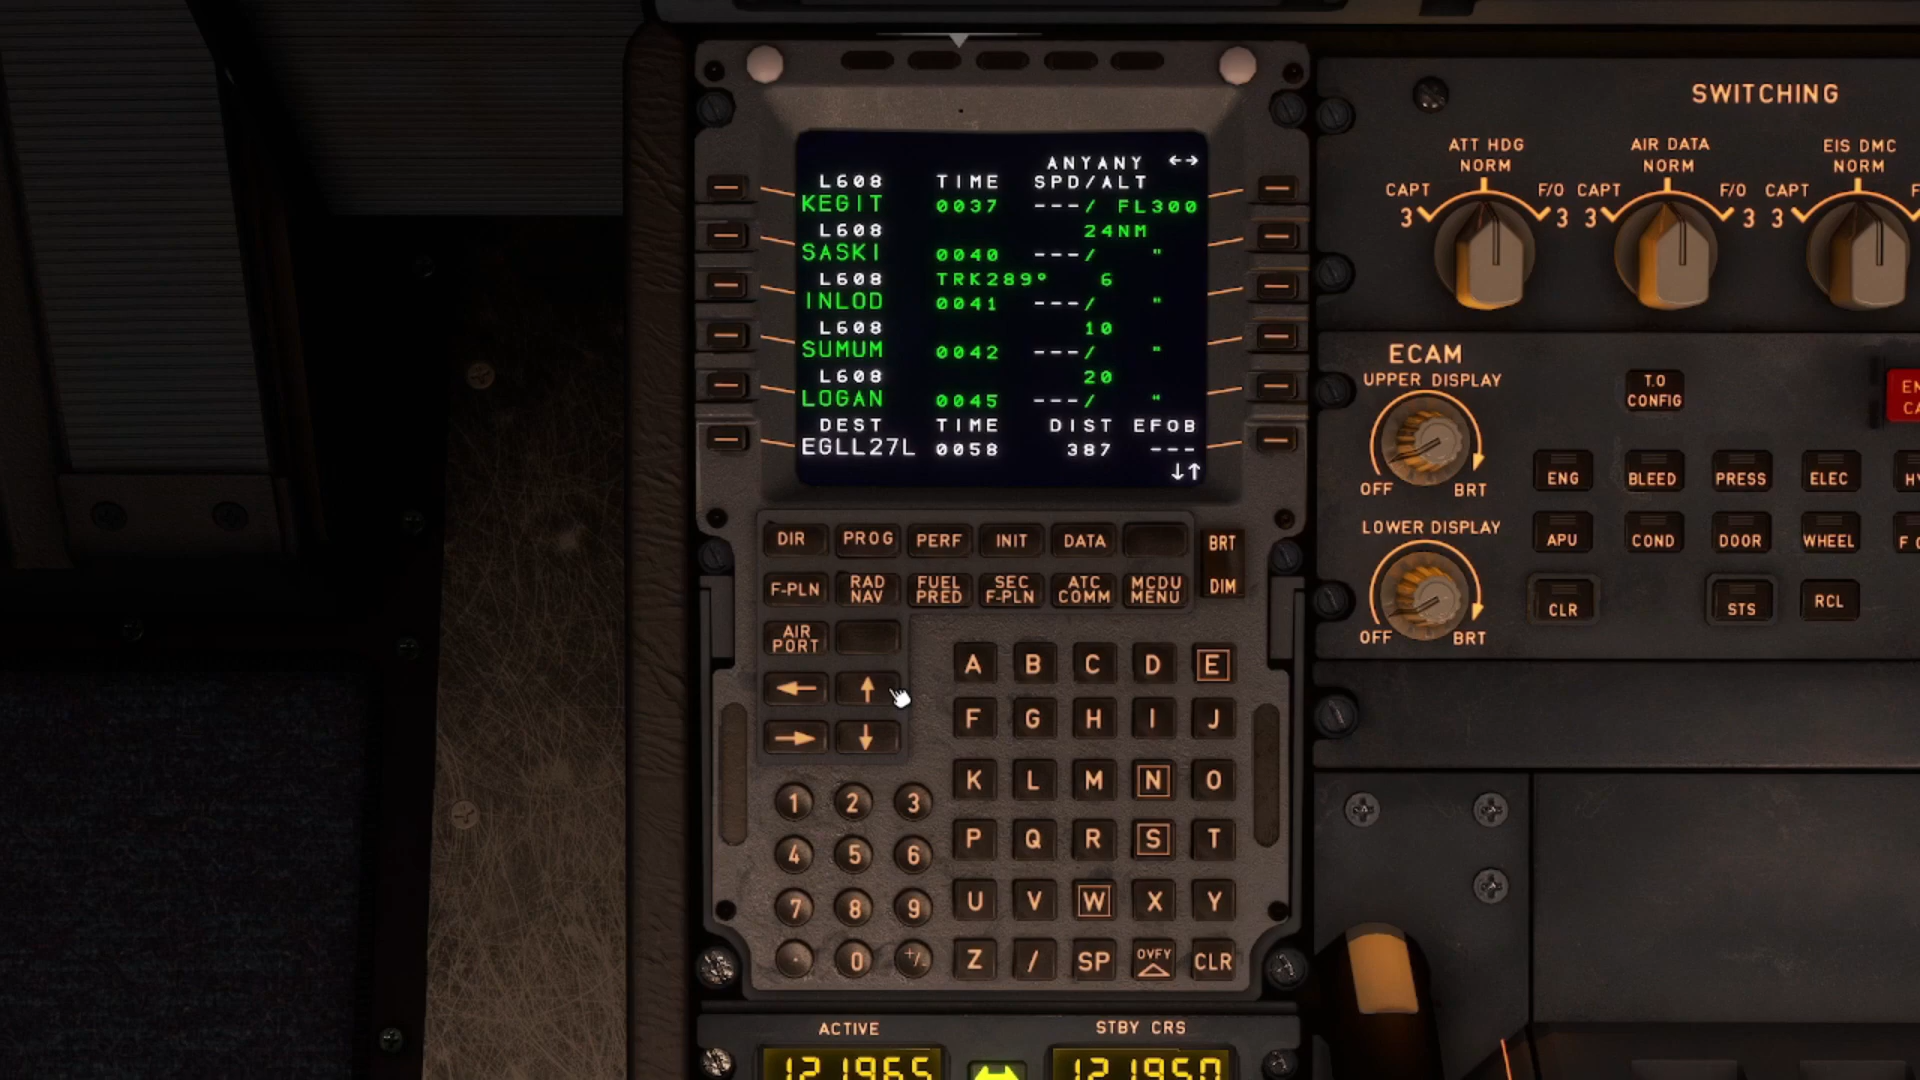 ANYANY ←→
L608 TIME SPD/ALT
KEGIT 0037 ---/ FL300
L608 24NM
SASKI 0040 ---/ "
L608 TRK289° 6
INLOD 0041 ---/ "
L608 10
SUMUM 0042 ---/ "
L608 20
LOGAN 0045 ---/ "
DEST TIME DIST EFOB
EGLL27L 0058 387 ---
↓↑
DIR PROG PERF INIT DATA
BRT
DIM
F-PLN RAD NAV FUEL PRED SEC F-PLN ATC COMM MCDU MENU
AIR PORT
← ↑
→ ↓
A B C D E
F G H I J
K L M N O
P Q R S T
U V W X Y
Z / SP OVFY CLR
1 2 3
4 5 6
7 8 9
. 0 +/-
ACTIVE STBY CRS
121.965 121.950
SWITCHING
ATT HDG AIR DATA EIS DMC
NORM NORM NORM
CAPT F/O CAPT F/O CAPT
3 3 3 3 3
ECAM
UPPER DISPLAY
OFF BRT
LOWER DISPLAY
OFF BRT
T.O
CONFIG
ENG BLEED PRESS ELEC
APU COND DOOR WHEEL
CLR STS RCL